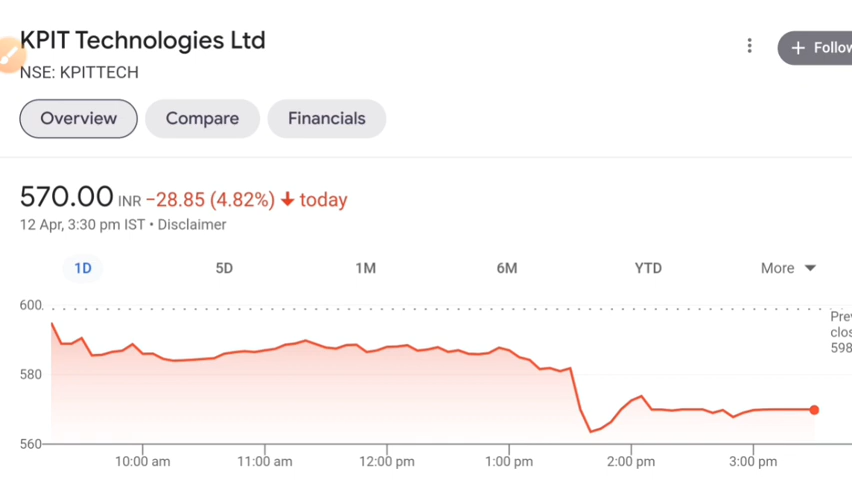 KPIT Technologies Ltd
NSE: KPITTECH
+ Follow
Overview Compare Financials
570.00 INR −28.85 (4.82%) ↓ today
12 Apr, 3:30 pm IST • Disclaimer
1D 5D 1M 6M YTD More
600
580
560
598
10:00 am 11:00 am 12:00 pm 1:00 pm 2:00 pm 3:00 pm